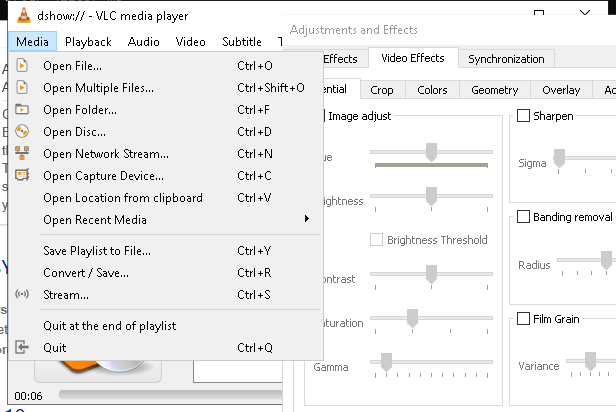 dshow:// - VLC media player
Media Playback Audio Video Subtitle
Open File... Ctrl+O
Open Multiple Files... Ctrl+Shift+O
Open Folder... Ctrl+F
Open Disc... Ctrl+D
Open Network Stream... Ctrl+N
Open Capture Device... Ctrl+C
Open Location from clipboard Ctrl+V
Open Recent Media
Save Playlist to File... Ctrl+Y
Convert / Save... Ctrl+R
Stream... Ctrl+S
Quit at the end of playlist
Quit Ctrl+Q
00:06
Adjustments and Effects
Effects Video Effects Synchronization
ntial Crop Colors Geometry Overlay
Image adjust
ue
ightness
Brightness Threshold
ontrast
aturation
Gamma
Sharpen
Sigma
Banding removal
Radius
Film Grain
Variance